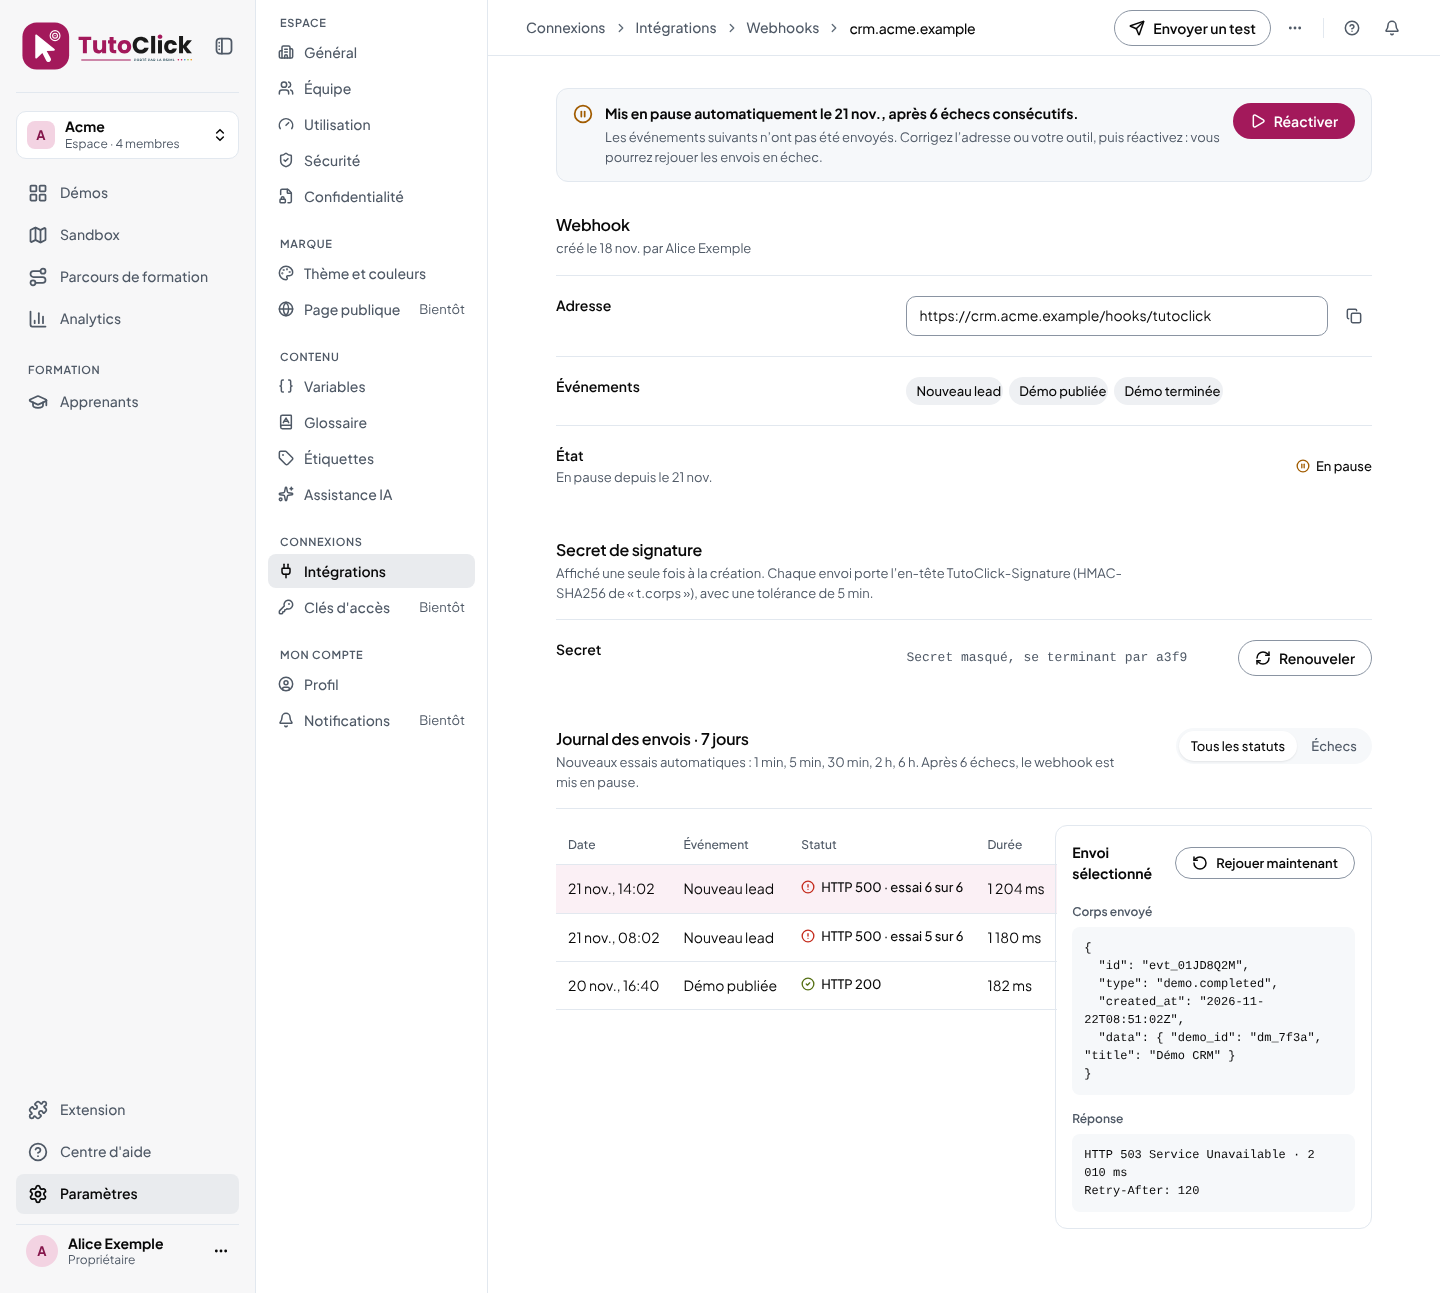 TutoClick
A
Acme
Espace · 4 membres
Démos
Sandbox
Parcours de formation
Analytics
FORMATION
Apprenants
Extension
Centre d'aide
Paramètres
A
Alice Exemple
Propriétaire
ESPACE
Général
Équipe
Utilisation
Sécurité
Confidentialité
MARQUE
Thème et couleurs
Page publique Bientôt
CONTENU
Variables
Glossaire
Étiquettes
Assistance IA
CONNEXIONS
Intégrations
Clés d'accès Bientôt
MON COMPTE
Profil
Notifications Bientôt
Connexions > Intégrations > Webhooks > crm.acme.example
Envoyer un test
Mis en pause automatiquement le 21 nov., après 6 échecs consécutifs.
Les événements suivants n'ont pas été envoyés. Corrigez l'adresse ou votre outil, puis réactivez : vous
pourrez rejouer les envois en échec.
Réactiver
Webhook
créé le 18 nov. par Alice Exemple
Adresse
https://crm.acme.example/hooks/tutoclick
Événements
Nouveau lead Démo publiée Démo terminée
État
En pause depuis le 21 nov.
En pause
Secret de signature
Affiché une seule fois à la création. Chaque envoi porte l'en-tête TutoClick-Signature (HMAC-
SHA256 de « t.corps »), avec une tolérance de 5 min.
Secret
Secret masqué, se terminant par a3f9
Renouveler
Journal des envois · 7 jours
Nouveaux essais automatiques : 1 min, 5 min, 30 min, 2 h, 6 h. Après 6 échecs, le webhook est
mis en pause.
Tous les statuts Échecs
Date Événement Statut Durée
21 nov., 14:02 Nouveau lead HTTP 500 · essai 6 sur 6 1 204 ms
21 nov., 08:02 Nouveau lead HTTP 500 · essai 5 sur 6 1 180 ms
20 nov., 16:40 Démo publiée HTTP 200 182 ms
Envoi
sélectionné
Rejouer maintenant
Corps envoyé
{
"id": "evt_01JD8Q2M",
"type": "demo.completed",
"created_at": "2026-11-
22T08:51:02Z",
"data": { "demo_id": "dm_7f3a",
"title": "Démo CRM" }
}
Réponse
HTTP 503 Service Unavailable · 2
010 ms
Retry-After: 120